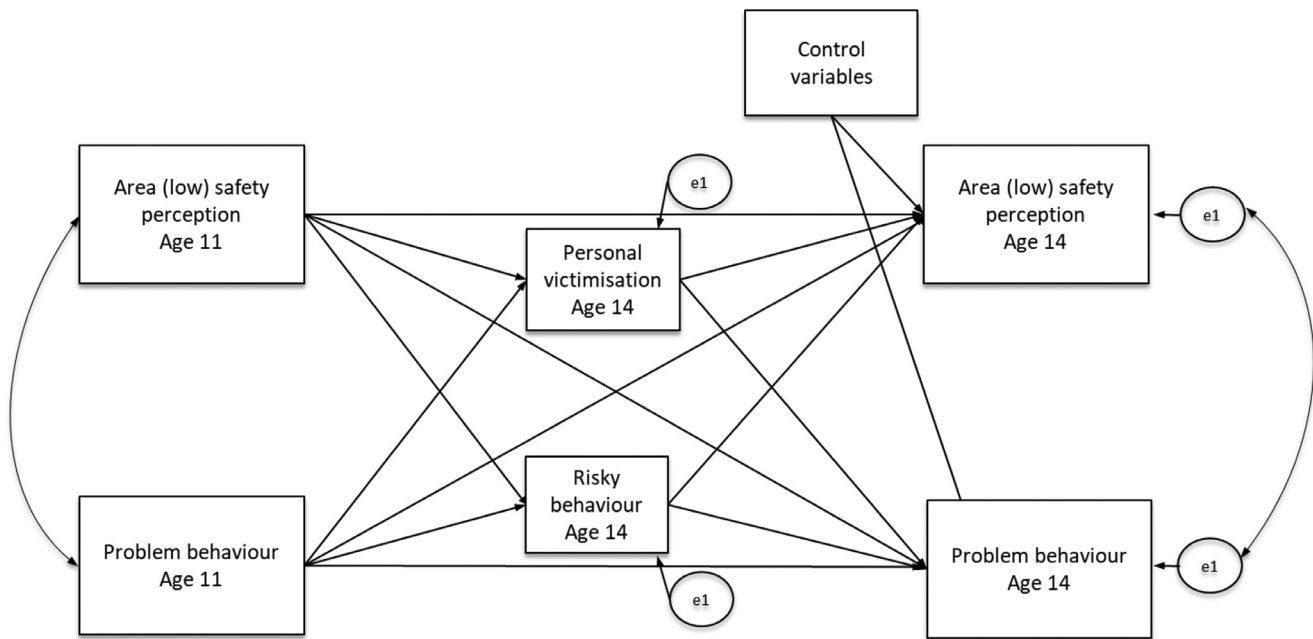 Control
variables
Area (low) safety
perception
Age 11
e1
Area (low) safety
perception
Age 14
e1
Personal
victimisation
Age 14
Risky
behaviour
Age 14
Problem behaviour
Age 11
e1
Problem behaviour
Age 14
e1